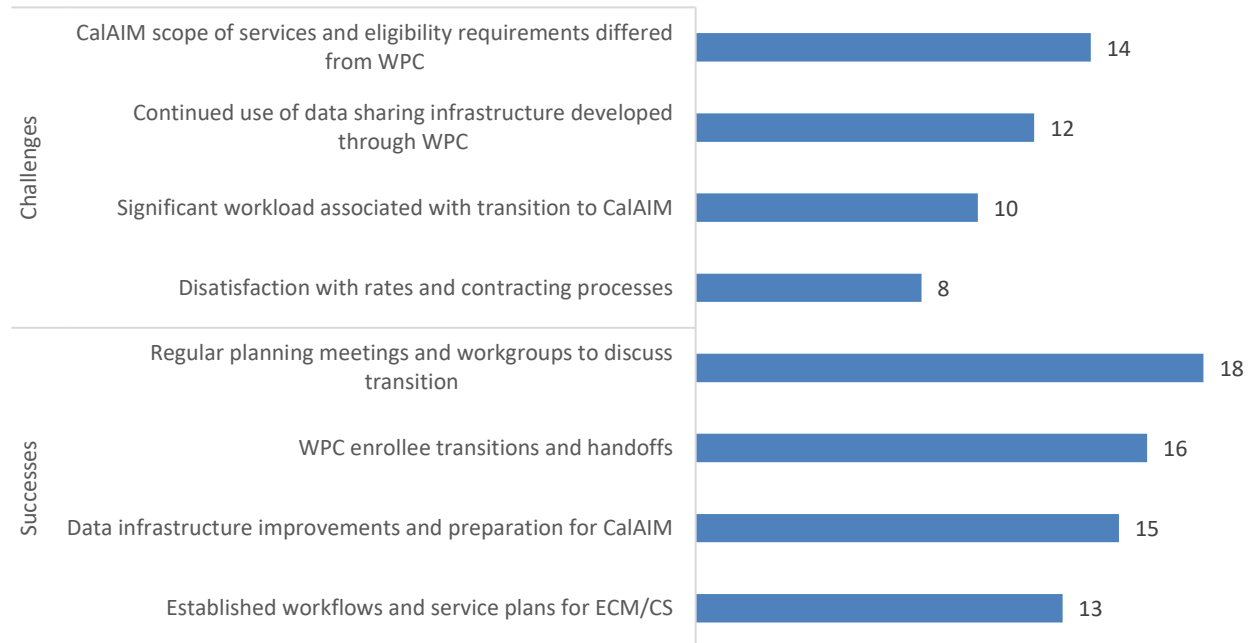 Challenges
CalAIM scope of services and eligibility requirements differed
from WPC
14
Continued use of data sharing infrastructure developed
through WPC
12
Significant workload associated with transition to CalAIM
10
Disatisfaction with rates and contracting processes
8
Successes
Regular planning meetings and workgroups to discuss
transition
18
WPC enrollee transitions and handoffs
16
Data infrastructure improvements and preparation for CalAIM
15
Established workflows and service plans for ECM/CS
13